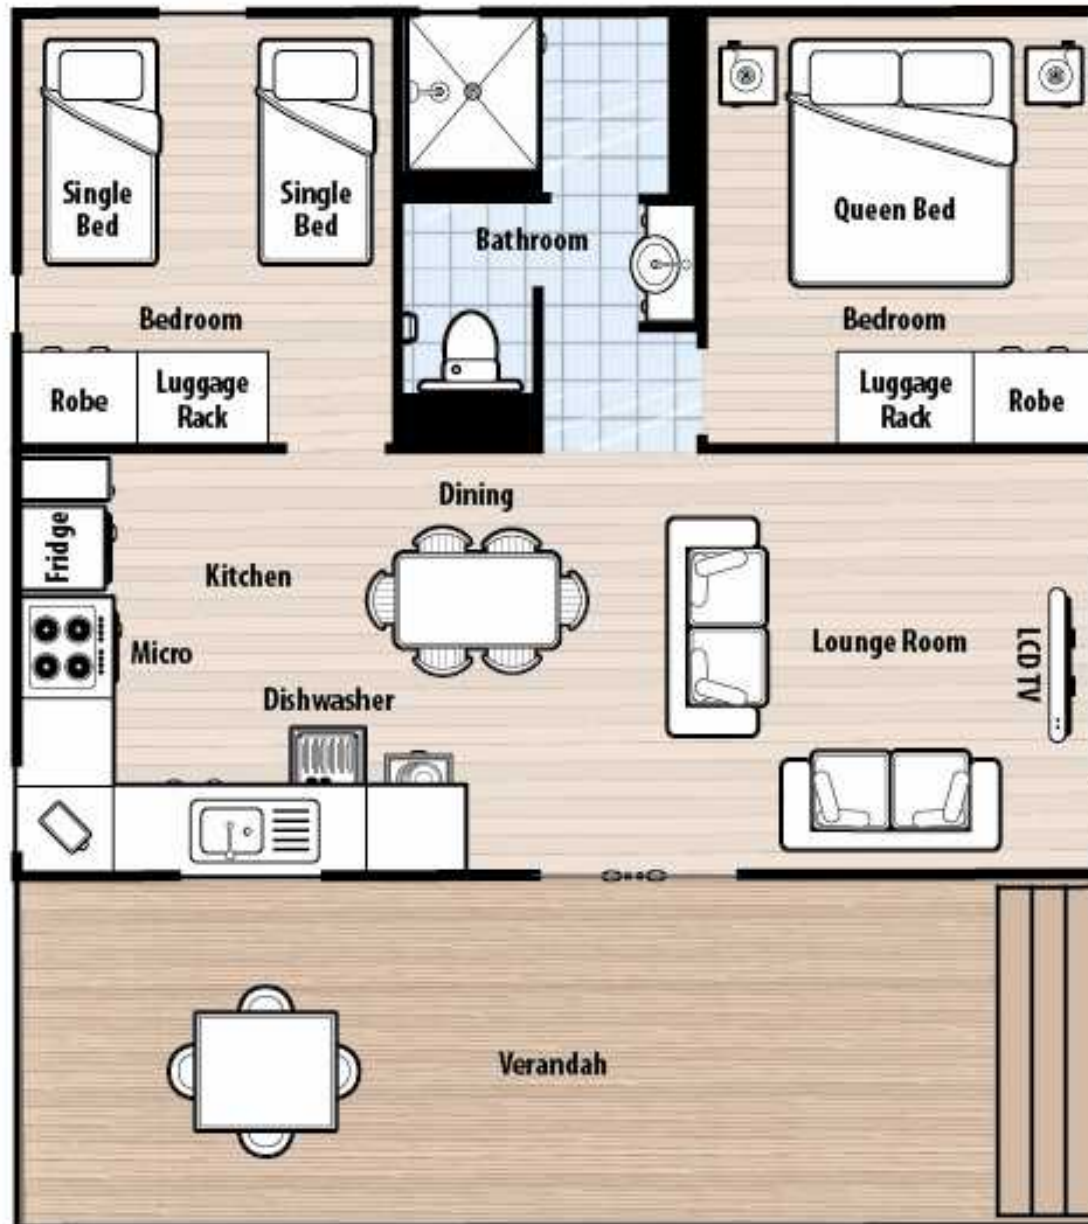 Single
Bed
Single
Bed
Bathroom
Queen Bed
Bedroom
Bedroom
Robe
Luggage
Rack
Luggage
Rack
Robe
Dining
Fridge
Kitchen
Micro
Lounge Room
LCD TV
Dishwasher
Verandah